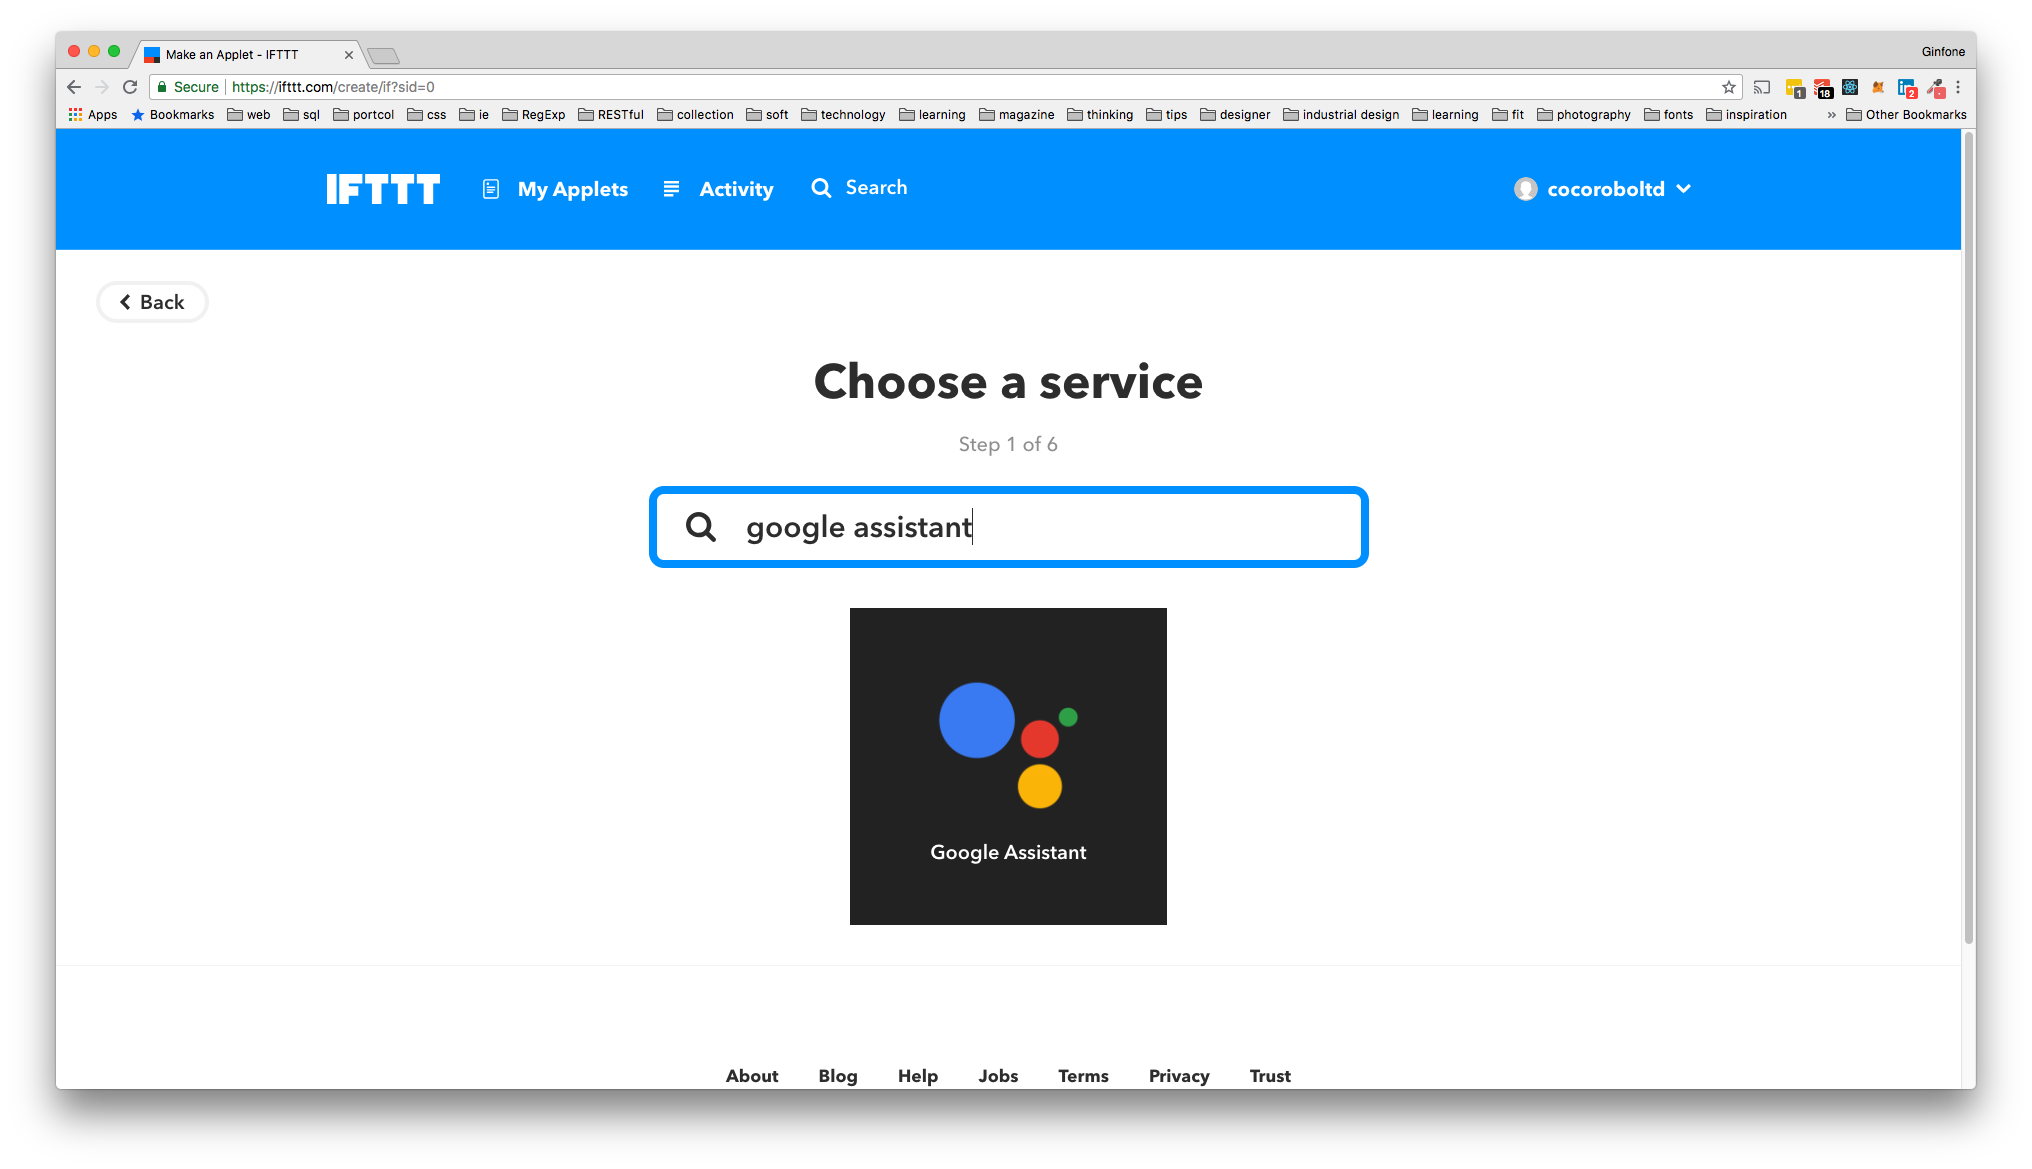 Make an Applet - IFTTT
Ginfone
Secure https://ifttt.com/create/if?sid=0
1 18 2
Apps Bookmarks web sql portcol css ie RegExp RESTful collection soft technology learning magazine thinking tips designer industrial design learning fit photography fonts inspiration » Other Bookmarks
IFTTT My Applets Activity Search cocoroboltd
Back
Choose a service
Step 1 of 6
google assistant
Google Assistant
About Blog Help Jobs Terms Privacy Trust